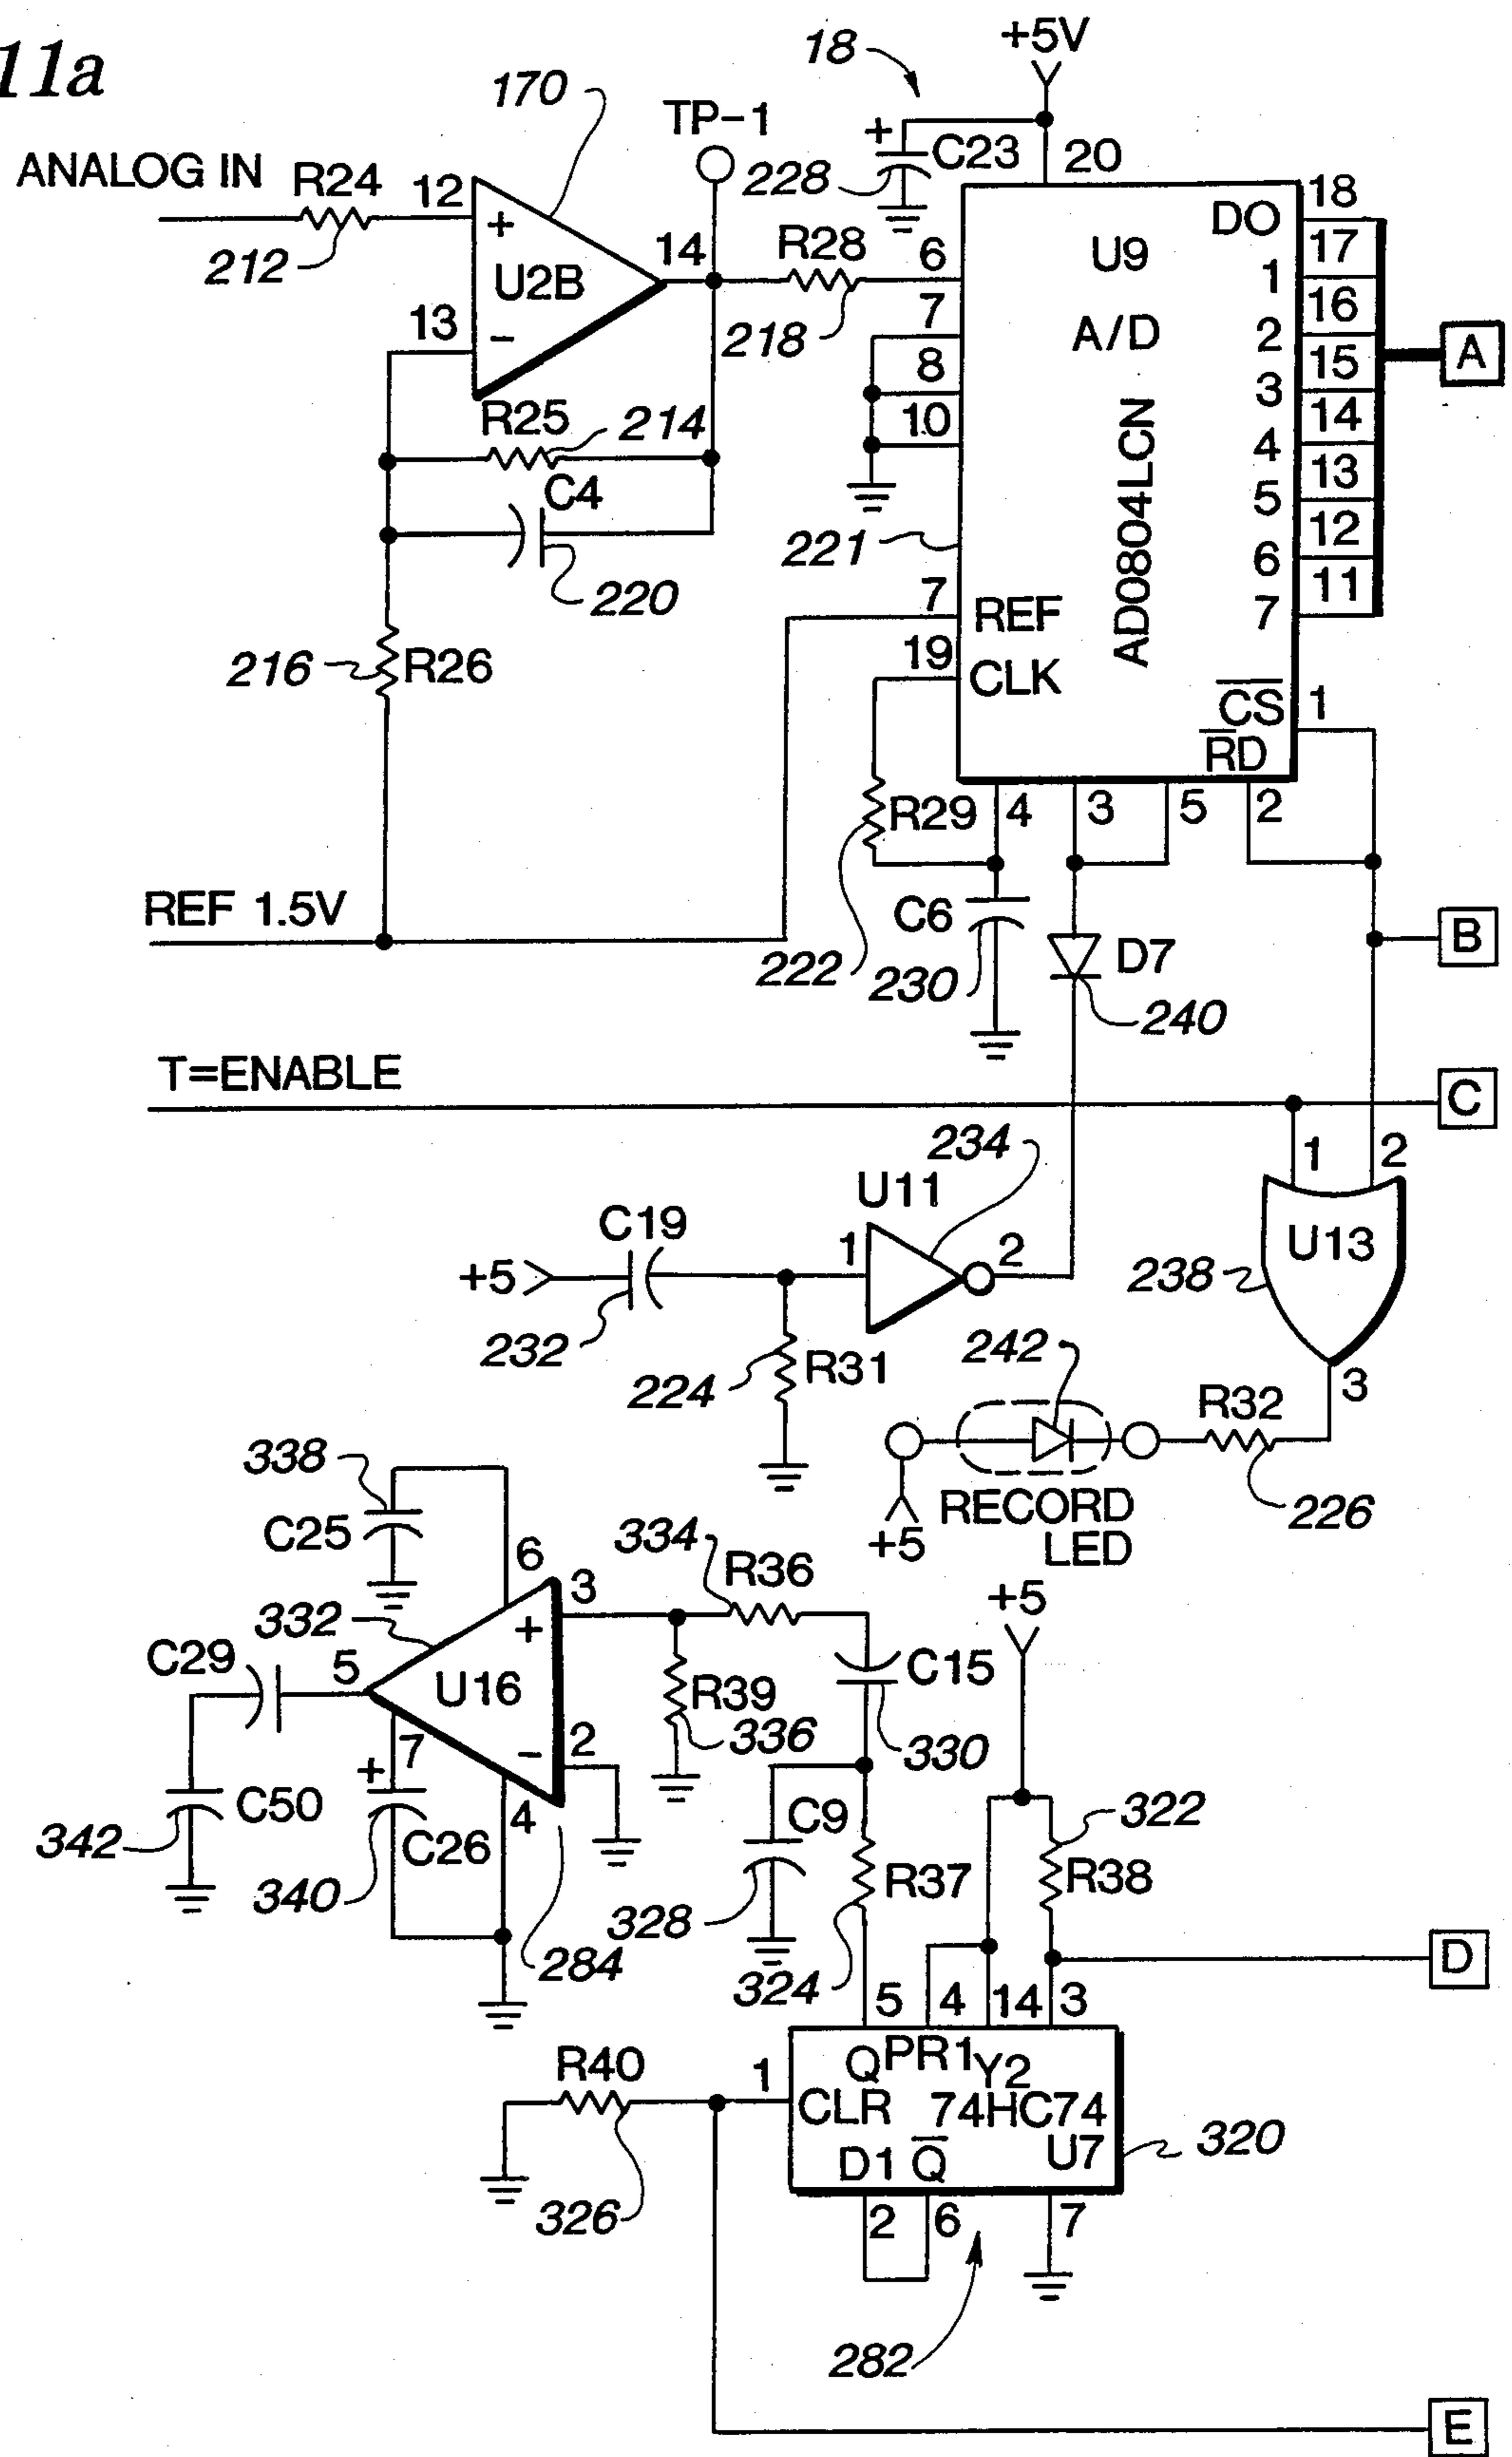 11a
18
+5V
170
TP-1
+
C23
20
228
ANALOG IN
R24
12
+
212
U2B
14
R28
6
218
13
-
7
8
10
U9
A/D
AD0804LCN
DO
18
1
17
2
16
3
15
4
14
5
13
6
12
7
11
A
R25
214
C4
220
221
7
REF
19
CLK
CS
1
RD
216
R26
R29
4
3
5
2
REF 1.5V
C6
222
230
D7
240
B
T=ENABLE
C
234
1
2
U11
C19
+5
1
2
U13
238
232
224
R31
242
3
R32
226
+5
RECORD
LED
338
C25
6
334
R36
3
+5
332
+
C29
5
U16
R39
336
C15
330
7
-
2
+
C50
342
C26
4
340
284
C9
328
R37
324
322
R38
D
5
4
14
3
R40
1
Q
PR1
Y2
CLR
74HC74
D1
Q
U7
320
326
2
6
7
282
E